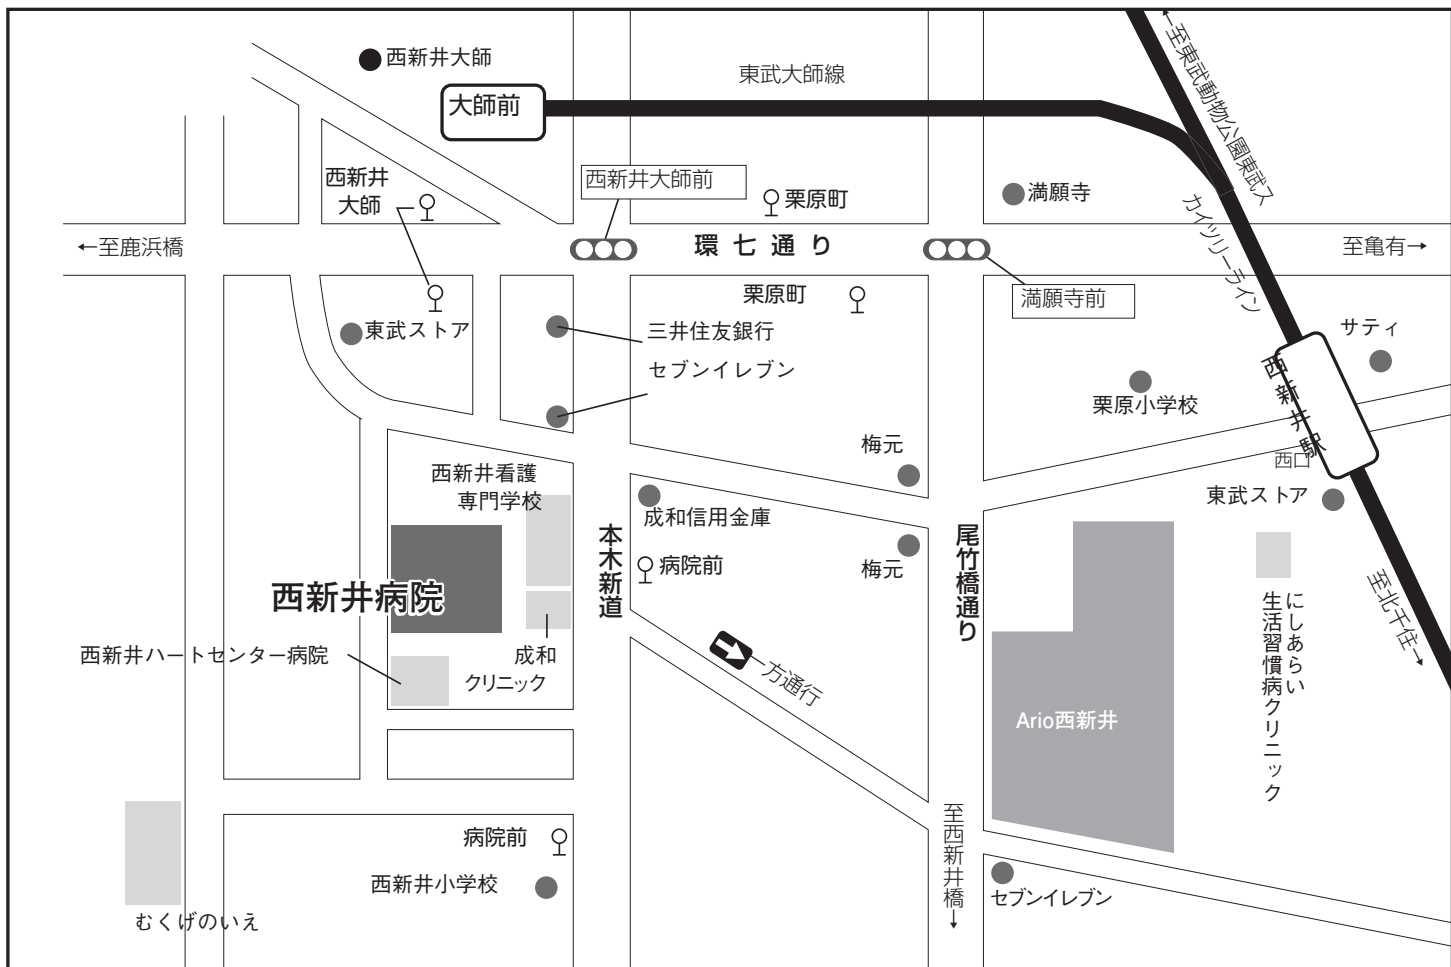 西新井大師
大師前
東武大師線
←至東武動物公園東武ス
カイツリーライン
西新井
大師
西新井大師前
栗原町
満願寺
←至鹿浜橋
環七通り
至亀有→
栗原町
満願寺前
東武ストア
三井住友銀行
セブンイレブン
サティ
西新井駅
栗原小学校
西口
梅元
東武ストア
西新井看護
専門学校
成和信用金庫
本木新道
病院前
梅元
尾竹橋通り
至北千住→
西新井病院
にしあらい
生活習慣病クリニック
西新井ハートセンター病院
成和
クリニック
一方通行
Ario西新井
至西新井橋→
病院前
西新井小学校
セブンイレブン
むくげのいえ